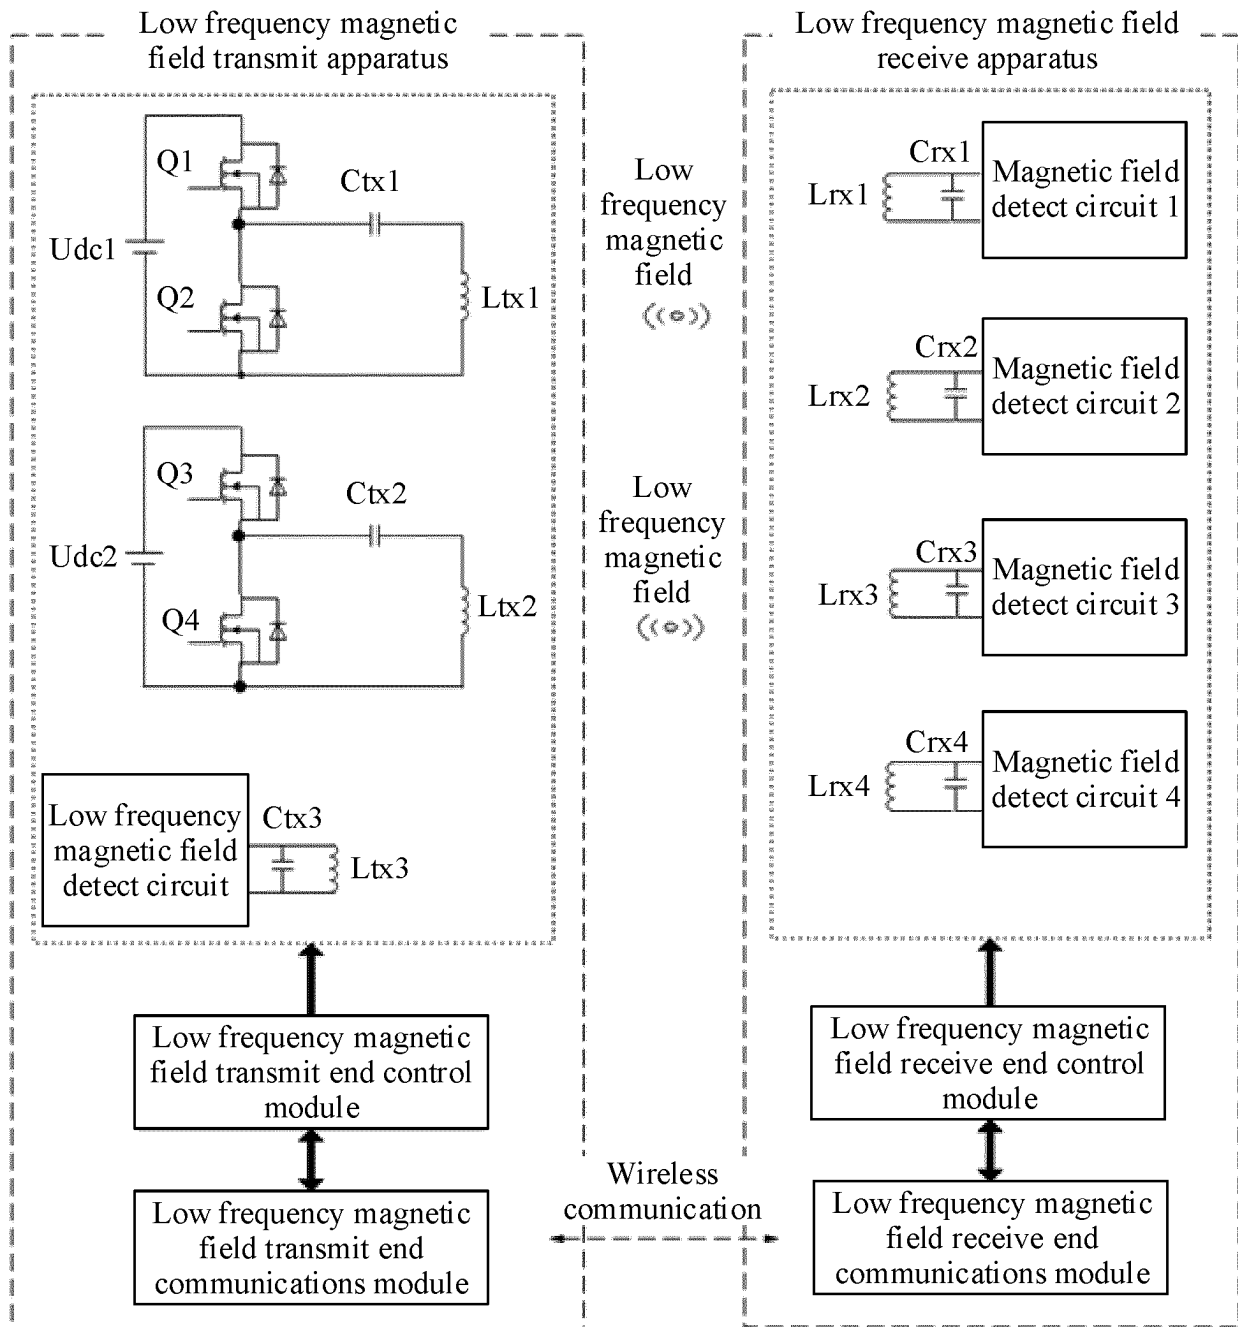 Low frequency magnetic
field transmit apparatus
Low frequency magnetic field
receive apparatus
Q1
Ctx1
Udc1
Q2
Ltx1
Q3
Ctx2
Udc2
Q4
Ltx2
Low frequency
magnetic field
detect circuit
Ctx3
Ltx3
Low
frequency
magnetic
field
Low
frequency
magnetic
field
Crx1
Lrx1
Magnetic field
detect circuit 1
Crx2
Lrx2
Magnetic field
detect circuit 2
Crx3
Lrx3
Magnetic field
detect circuit 3
Crx4
Lrx4
Magnetic field
detect circuit 4
Low frequency magnetic
field transmit end control
module
Low frequency magnetic
field receive end control
module
Low frequency magnetic
field transmit end
communications module
Wireless
communication
Low frequency magnetic
field receive end
communications module